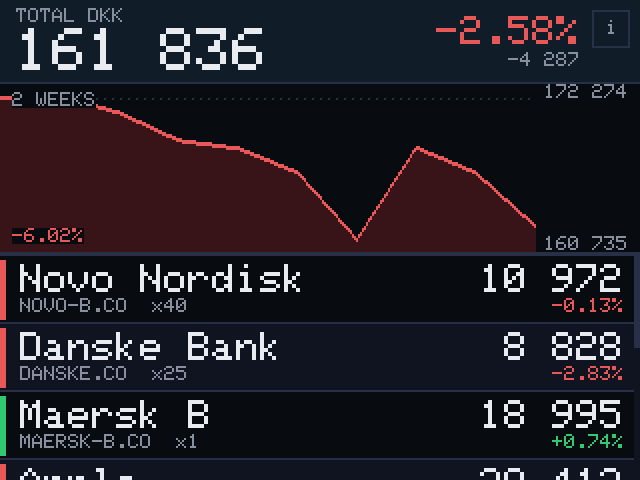 TOTAL DKK
161 836
-2.58%
-4 287
i
2 WEEKS
172 274
-6.02%
160 735
Novo Nordisk 10 972
NOVO-B.CO x40 -0.13%
Danske Bank 8 828
DANSKE.CO x25 -2.83%
Maersk B 18 995
MAERSK-B.CO x1 +0.74%